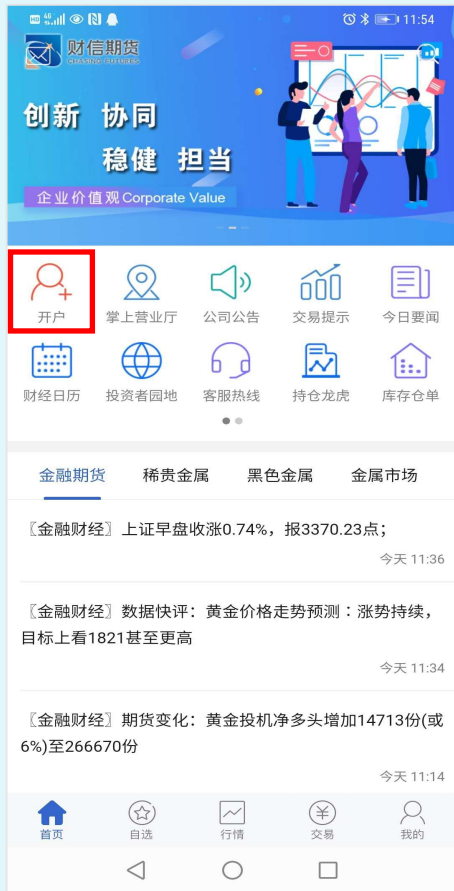 11:54
财信期货
CHASING FUTURES
创新 协同
稳健 担当
企业价值观 Corporate Value
开户 掌上营业厅 公司公告 交易提示 今日要闻
财经日历 投资者园地 客服热线 持仓龙虎 库存仓单
金融期货 稀贵金属 黑色金属 金属市场
〖金融财经〗上证早盘收涨0.74%，报3370.23点；
今天 11:36
〖金融财经〗数据快评：黄金价格走势预测：涨势持续，
目标上看1821甚至更高
今天 11:34
〖金融财经〗期货变化：黄金投机净多头增加14713份(或
6%)至266670份
今天 11:14
首页 自选 行情 交易 我的